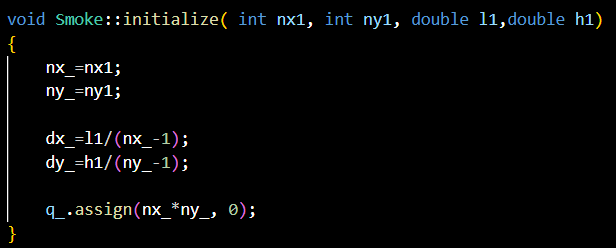 void Smoke::initialize( int nx1, int ny1, double l1,double h1)
{
nx_=nx1;
ny_=ny1;
dx_=l1/(nx_-1);
dy_=h1/(ny_-1);
q_.assign(nx_*ny_, 0);
}